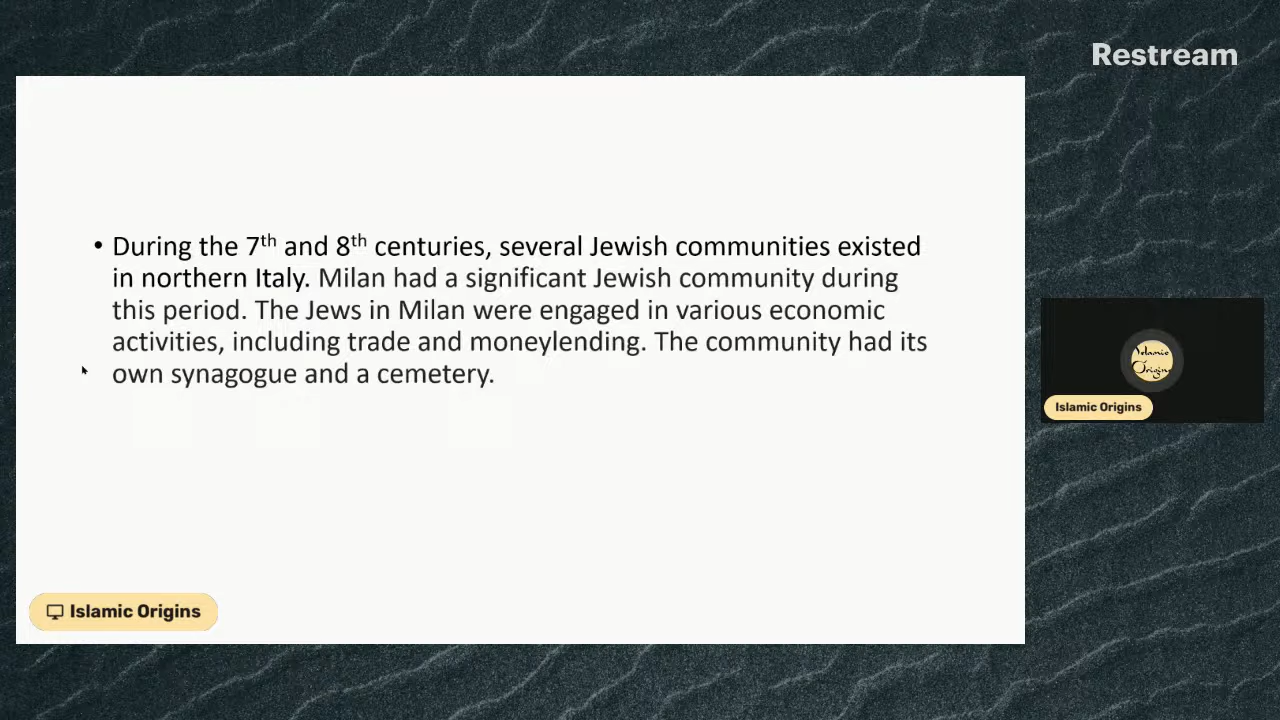 Restream
• During the 7th and 8th centuries, several Jewish communities existed
in northern Italy. Milan had a significant Jewish community during
this period. The Jews in Milan were engaged in various economic
activities, including trade and moneylending. The community had its
own synagogue and a cemetery.
Islamic
Origins
Islamic Origins
Islamic Origins